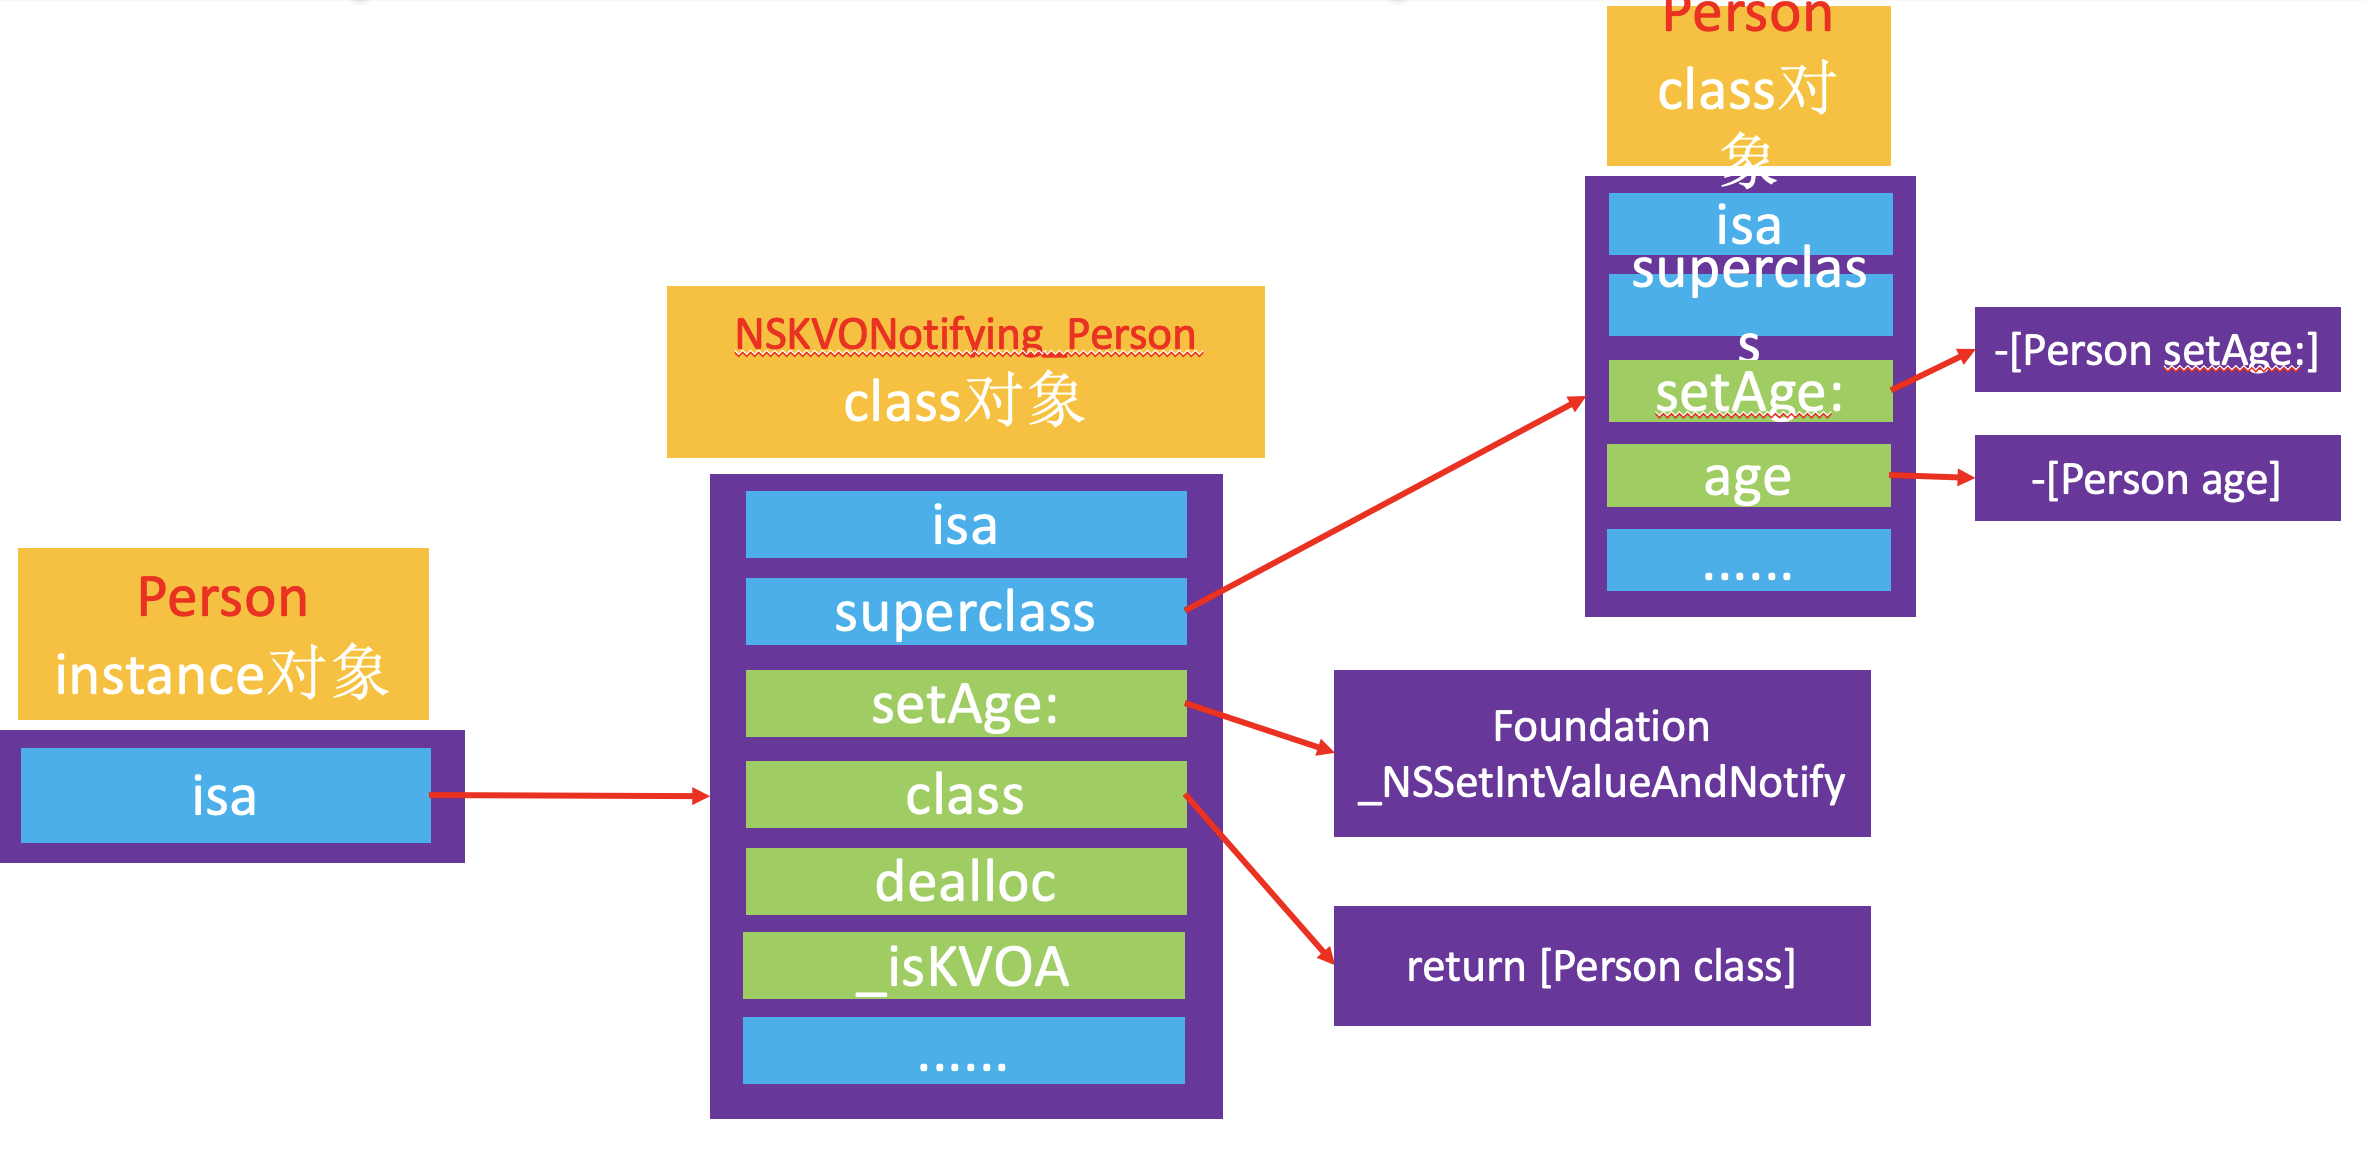 Person
instance对象
isa
NSKVONotifying_Person
class对象
isa
superclass
setAge:
class
dealloc
_isKVOA
......
Person
class对
象
isa
superclas
s
setAge:
age
......
-[Person setAge:]
-[Person age]
Foundation
_NSSetIntValueAndNotify
return [Person class]